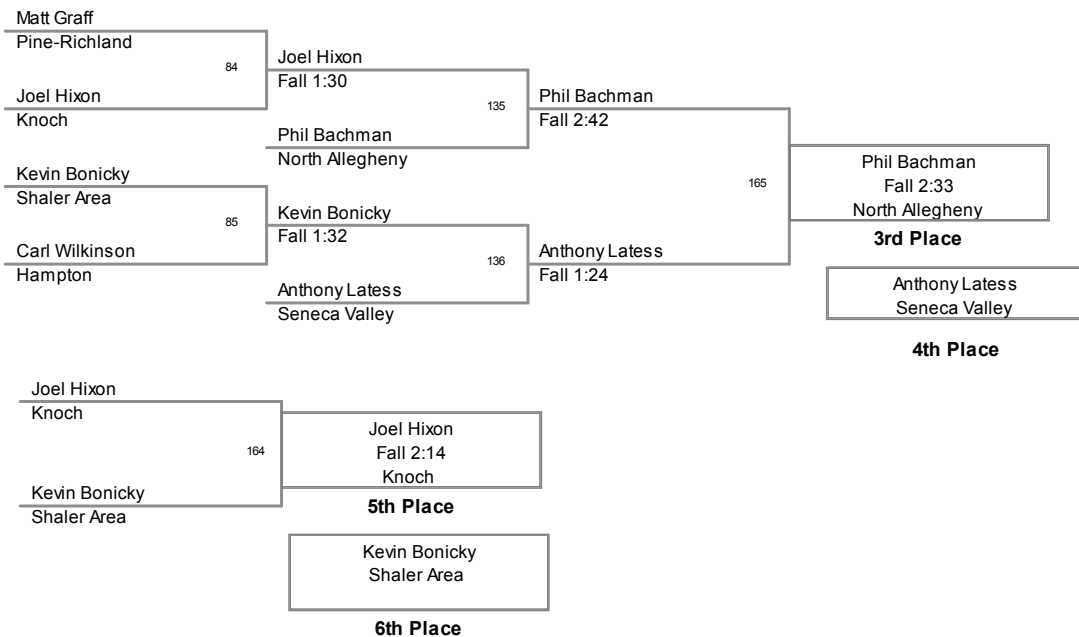 Matt Graff
Pine-Richland
84
Joel Hixon
Fall 1:30
Joel Hixon
Knoch
135
Phil Bachman
Fall 2:42
Phil Bachman
North Allegheny
Kevin Bonicky
Shaler Area
85
Kevin Bonicky
Fall 1:32
Carl Wilkinson
Hampton
136
Anthony Latess
Fall 1:24
Anthony Latess
Seneca Valley
165
Phil Bachman
Fall 2:33
North Allegheny
3rd Place
Anthony Latess
Seneca Valley
4th Place
Joel Hixon
Knoch
164
Kevin Bonicky
Shaler Area
Joel Hixon
Fall 2:14
Knoch
5th Place
Kevin Bonicky
Shaler Area
6th Place